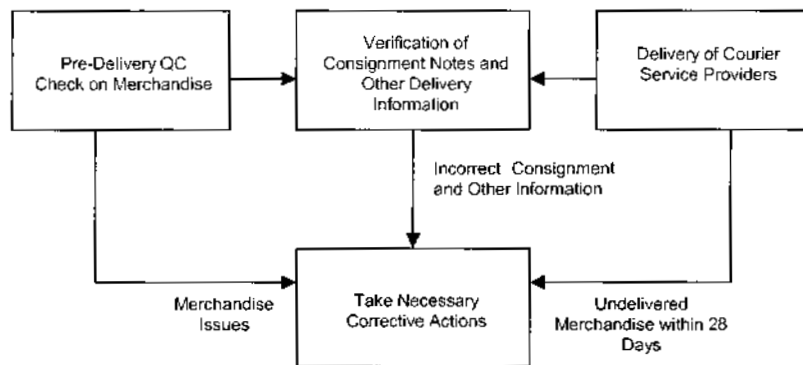 Pre-Delivery QC
Check on Merchandise
Verification of
Consignment Notes and
Other Delivery
Information
Delivery of Courier
Service Providers
Incorrect Consignment
and Other Information
Merchandise
Issues
Take Necessary
Corrective Actions
Undelivered
Merchandise within 28
Days